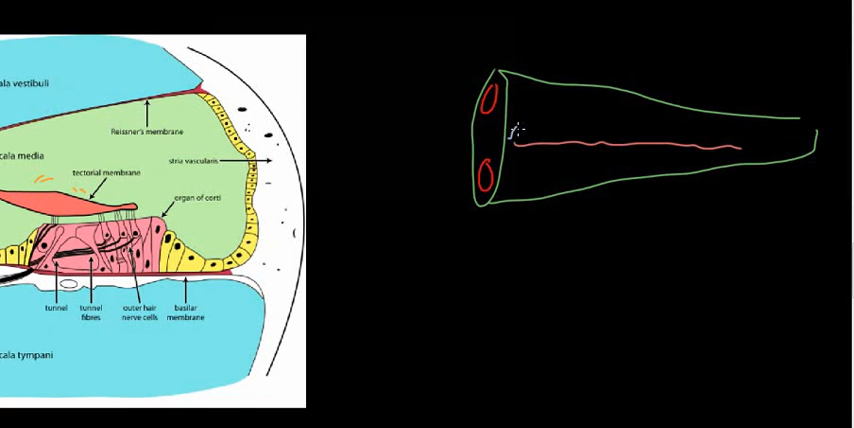 ala vestibuli
Reissner's membrane
cala media
stria vascularis
tectorial membrane
organ of corti
tunnel
tunnel
fibres
outer hair
nerve cells
basilar
membrane
cala tympani